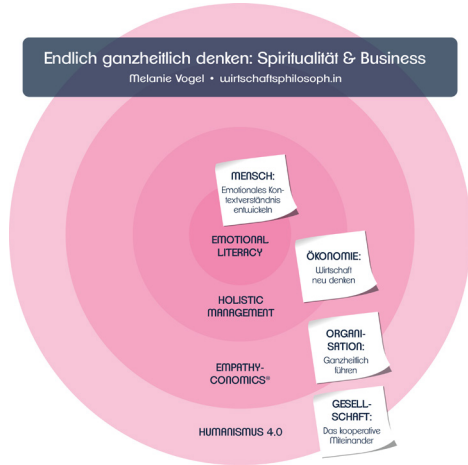 Endlich ganzheitlich denken: Spiritualität & Business
Melanie Vogel • wirtschaftsphilosoph.in
MENSCH:
Emotionales Kon-
textverständnis
entwickeln
EMOTIONAL
LITERACY
ÖKONOMIE:
Wirtschaft
neu denken
HOLISTIC
MANAGEMENT
ORGANI-
SATION:
Ganzheitlich
führen
EMPATHY-
CONOMICS®
GESELL-
SCHAFT:
Das kooperative
Miteinander
HUMANISMUS 4.0